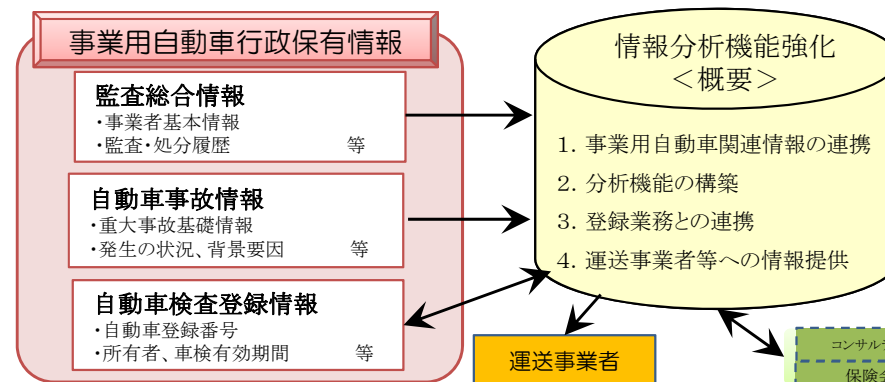 事業用自動車行政保有情報
監査総合情報
・事業者基本情報
・監査・処分履歴 等
自動車事故情報
・重大事故基礎情報
・発生の状況、背景要因 等
自動車検査登録情報
・自動車登録番号
・所有者、車検有効期間 等
情報分析機能強化
＜概要＞
1. 事業用自動車関連情報の連携
2. 分析機能の構築
3. 登録業務との連携
4. 運送事業者等への情報提供
運送事業者
コンサル
保険